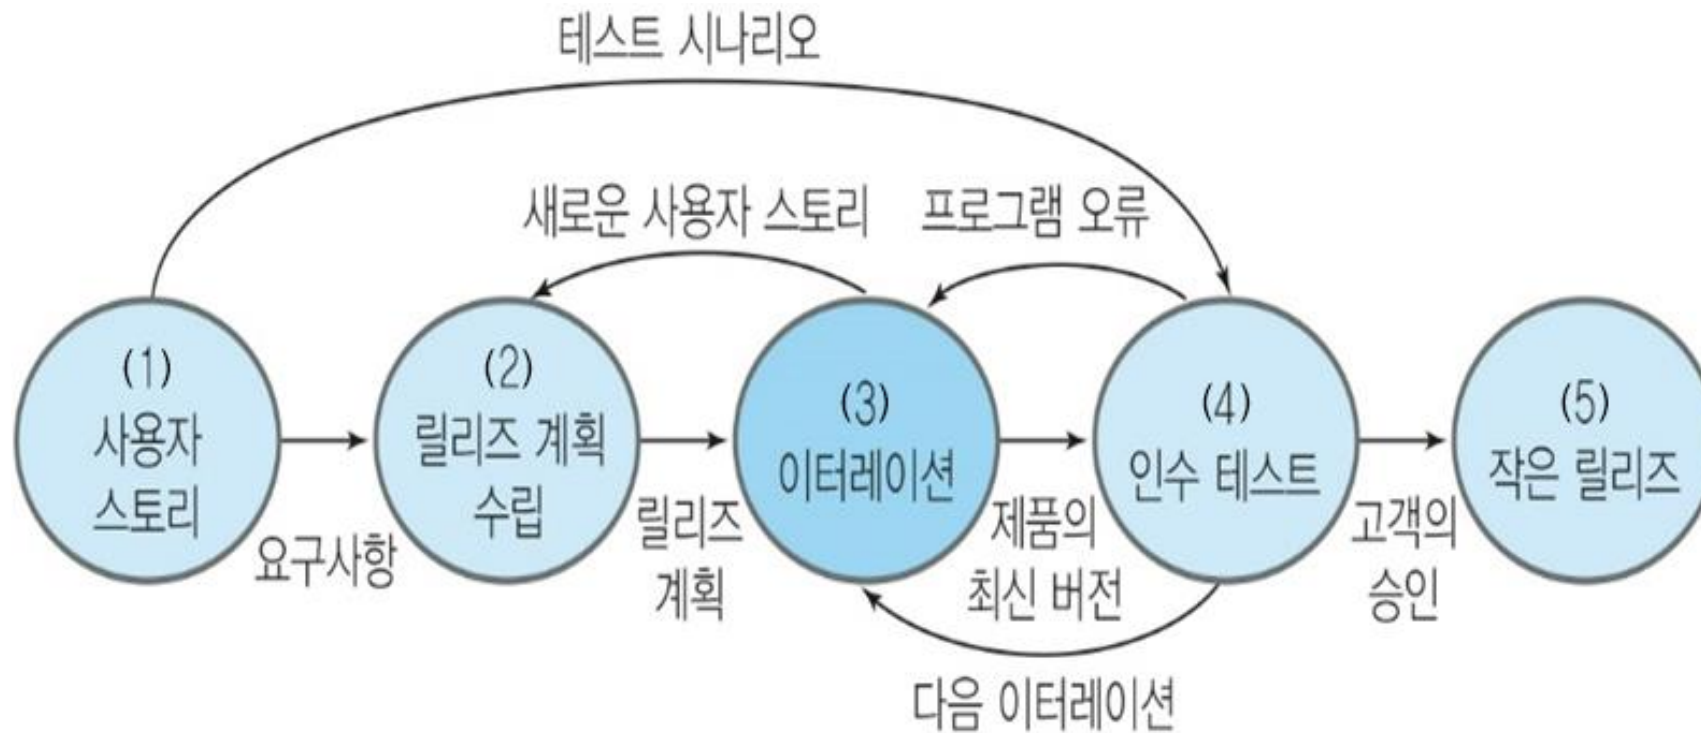 테스트 시나리오
새로운 사용자 스토리
프로그램 오류
(1)
사용자
스토리
요구사항
(2)
릴리즈 계획
수립
릴리즈
계획
(3)
이터레이션
제품의
최신 버전
(4)
인수 테스트
고객의
승인
(5)
작은 릴리즈
다음 이터레이션